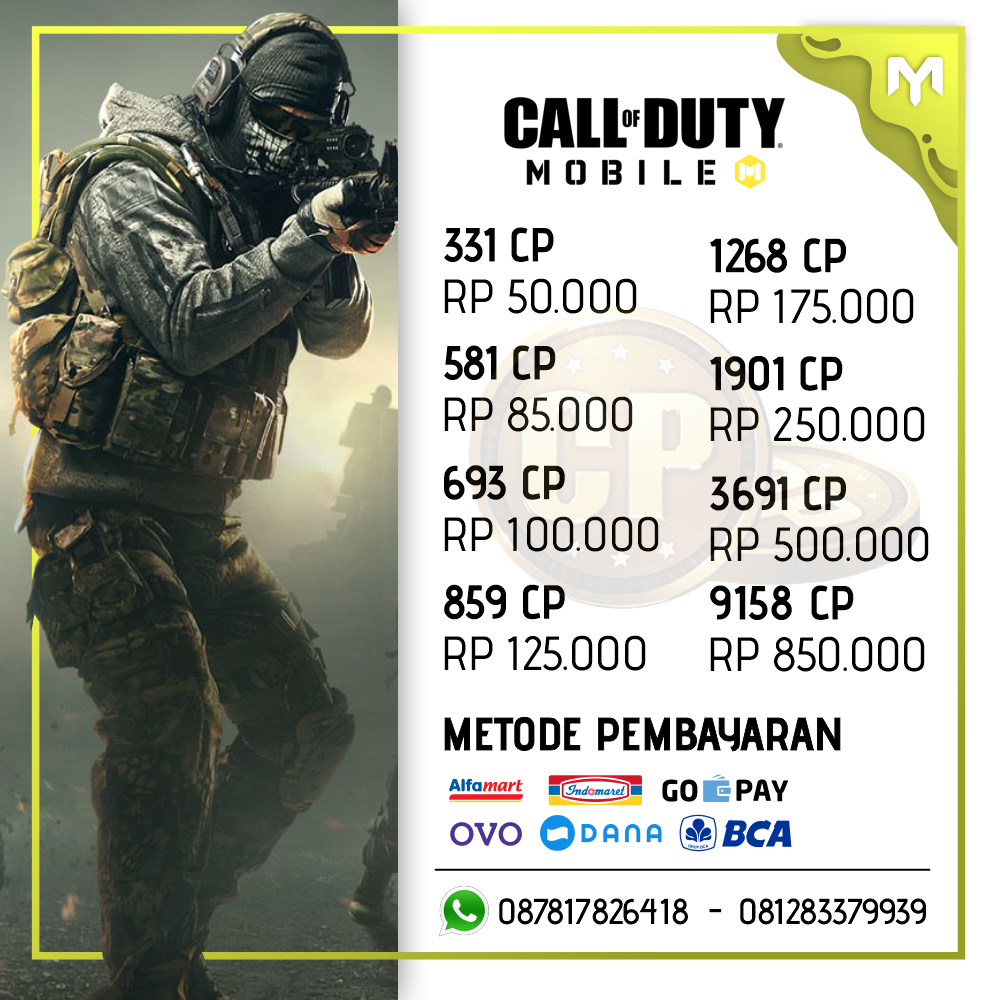 CALL OF DUTY
MOBILE
331 CP
RP 50.000
581 CP
RP 85.000
693 CP
RP 100.000
859 CP
RP 125.000
1268 CP
RP 175.000
1901 CP
RP 250.000
3691 CP
RP 500.000
9158 CP
RP 850.000
CP
METODE PEMBAYARAN
Alfamart Indomaret GO PAY
OVO DANA BCA
087817826418 - 081283379939